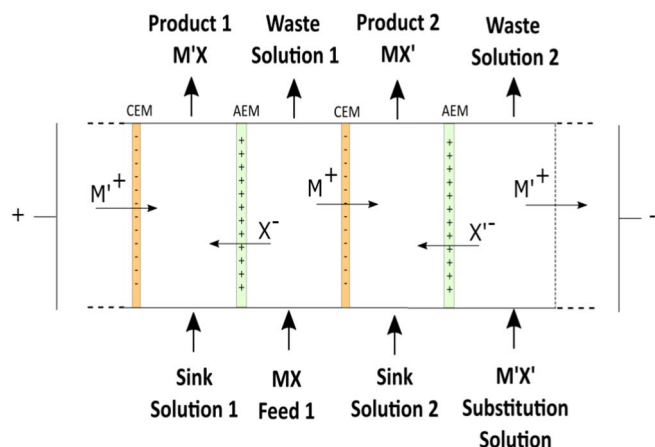 Product 1 Waste Product 2 Waste
M'X Solution 1 MX' Solution 2
CEM AEM CEM AEM
M'+ M+ M'+
+ -
X- X'-
Sink MX Sink M'X'
Solution 1 Feed 1 Solution 2 Substitution
Solution